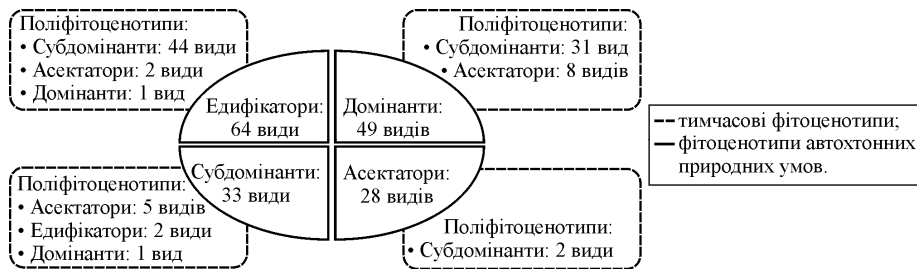 Поліфітоценотипи:
• Субдомінанти: 44 види
• Асектатори: 2 види
• Домінанти: 1 вид
Поліфітоценотипи:
• Субдомінанти: 31 вид
• Асектатори: 8 видів
Едифікатори:
64 види
Домінанти:
49 видів
Субдомінанти:
33 види
Асектатори:
28 видів
Поліфітоценотипи:
• Асектатори: 5 видів
• Едифікатори: 2 види
• Домінанти: 1 вид
Поліфітоценотипи:
• Субдомінанти: 2 види
тимчасові фітоценотипи;
фітоценотипи автохтонних
природних умов.